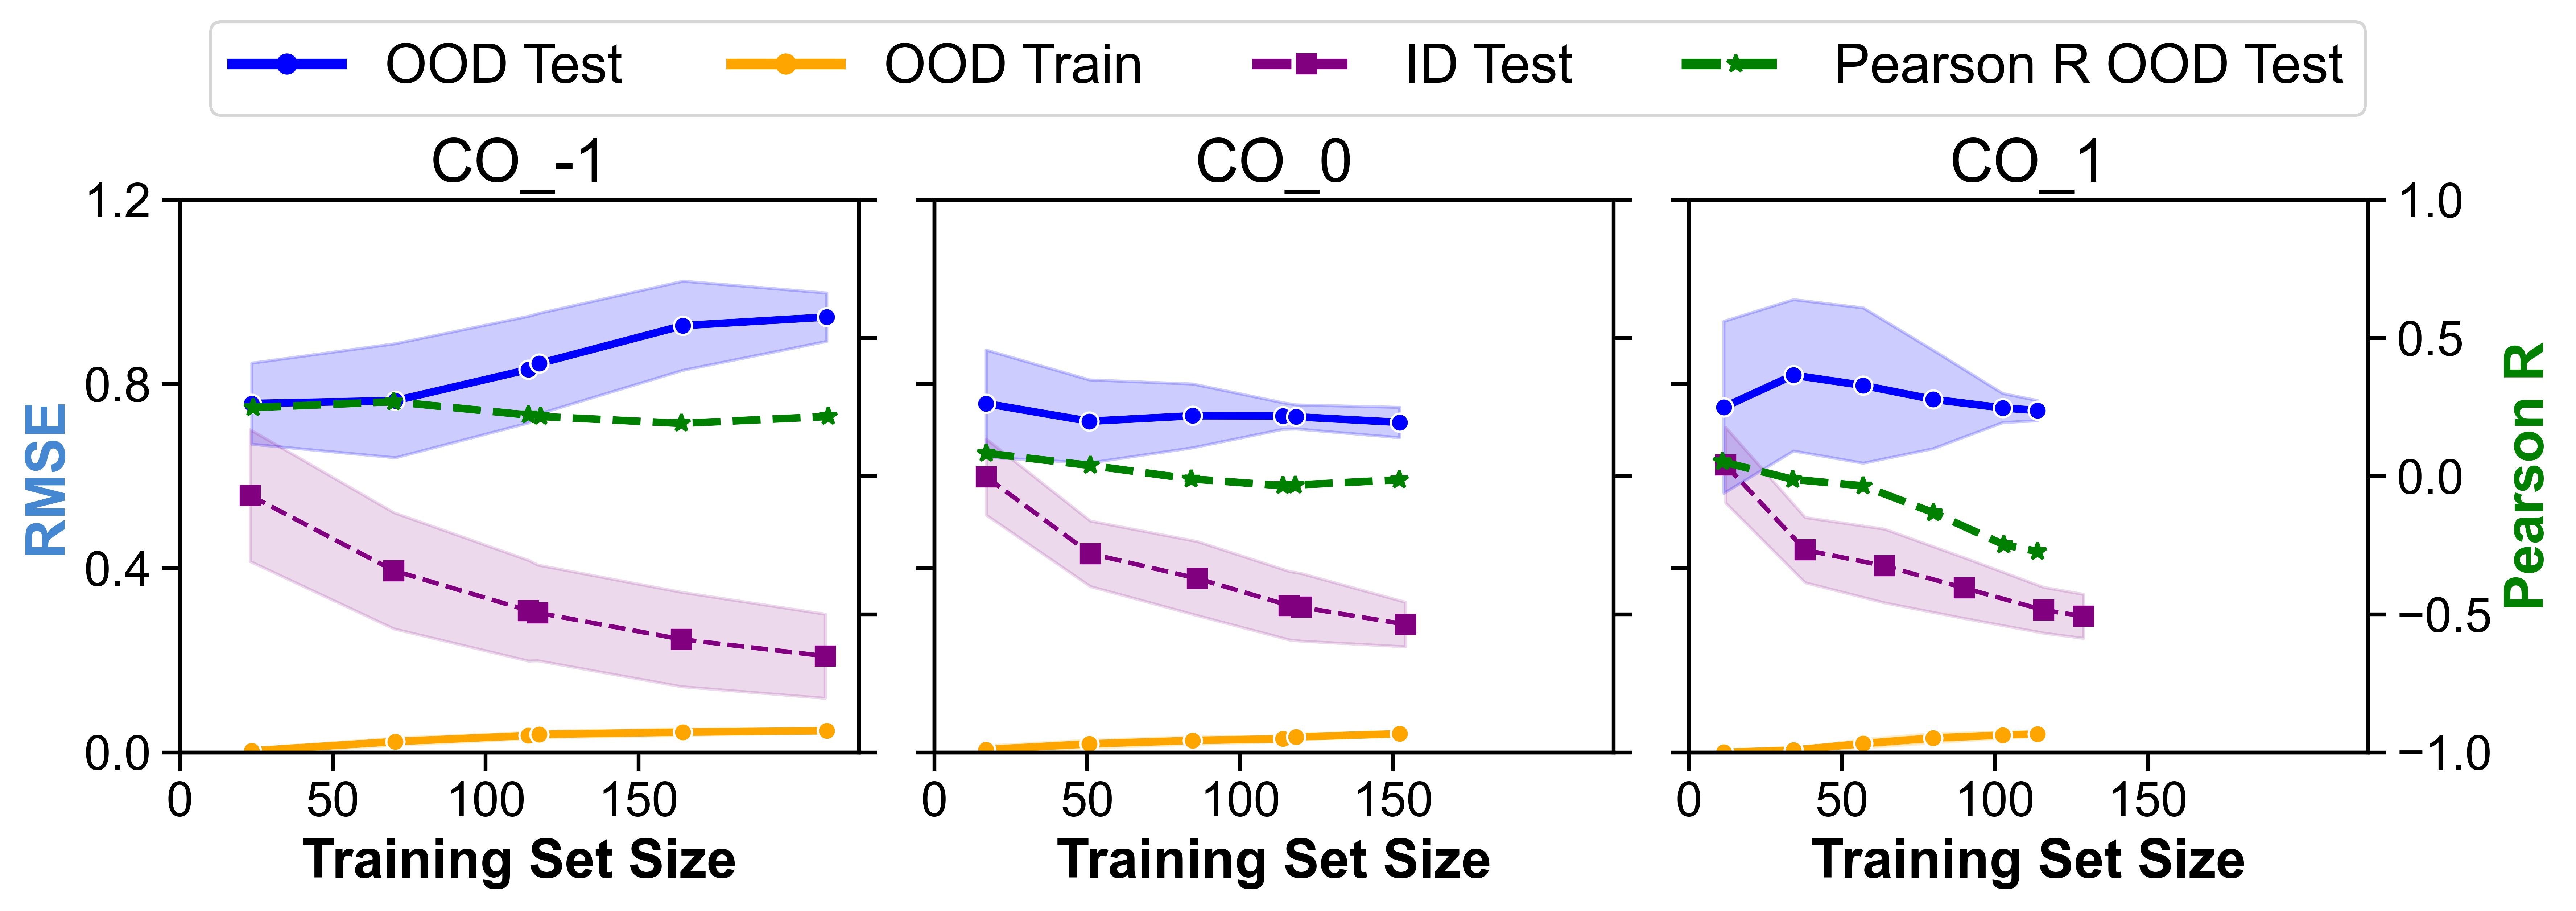 OOD Test OOD Train ID Test Pearson R OOD Test
CO_-1 CO_0 CO_1
1.2
0.8
0.4
0.0
RMSE
1.0
0.5
0.0
−0.5
−1.0
Pearson R
0 50 100 150 0 50 100 150 0 50 100 150
Training Set Size Training Set Size Training Set Size